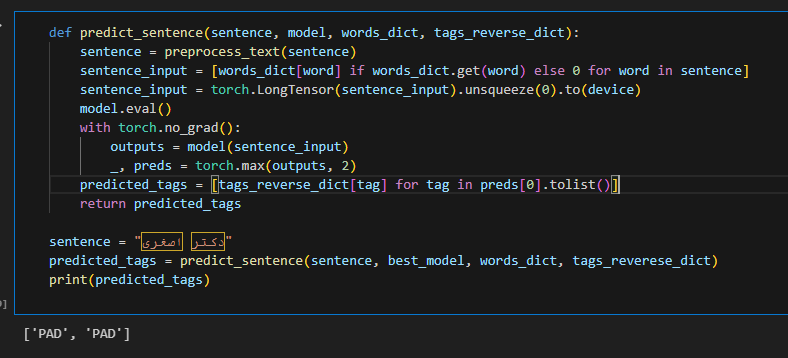 def predict_sentence(sentence, model, words_dict, tags_reverse_dict):
sentence = preprocess_text(sentence)
sentence_input = [words_dict[word] if words_dict.get(word) else 0 for word in sentence]
sentence_input = torch.LongTensor(sentence_input).unsqueeze(0).to(device)
model.eval()
with torch.no_grad():
outputs = model(sentence_input)
_, preds = torch.max(outputs, 2)
predicted_tags = [tags_reverse_dict[tag] for tag in preds[0].tolist()]
return predicted_tags
sentence = "دکتر اصغری"
predicted_tags = predict_sentence(sentence, best_model, words_dict, tags_reverese_dict)
print(predicted_tags)
['PAD', 'PAD']